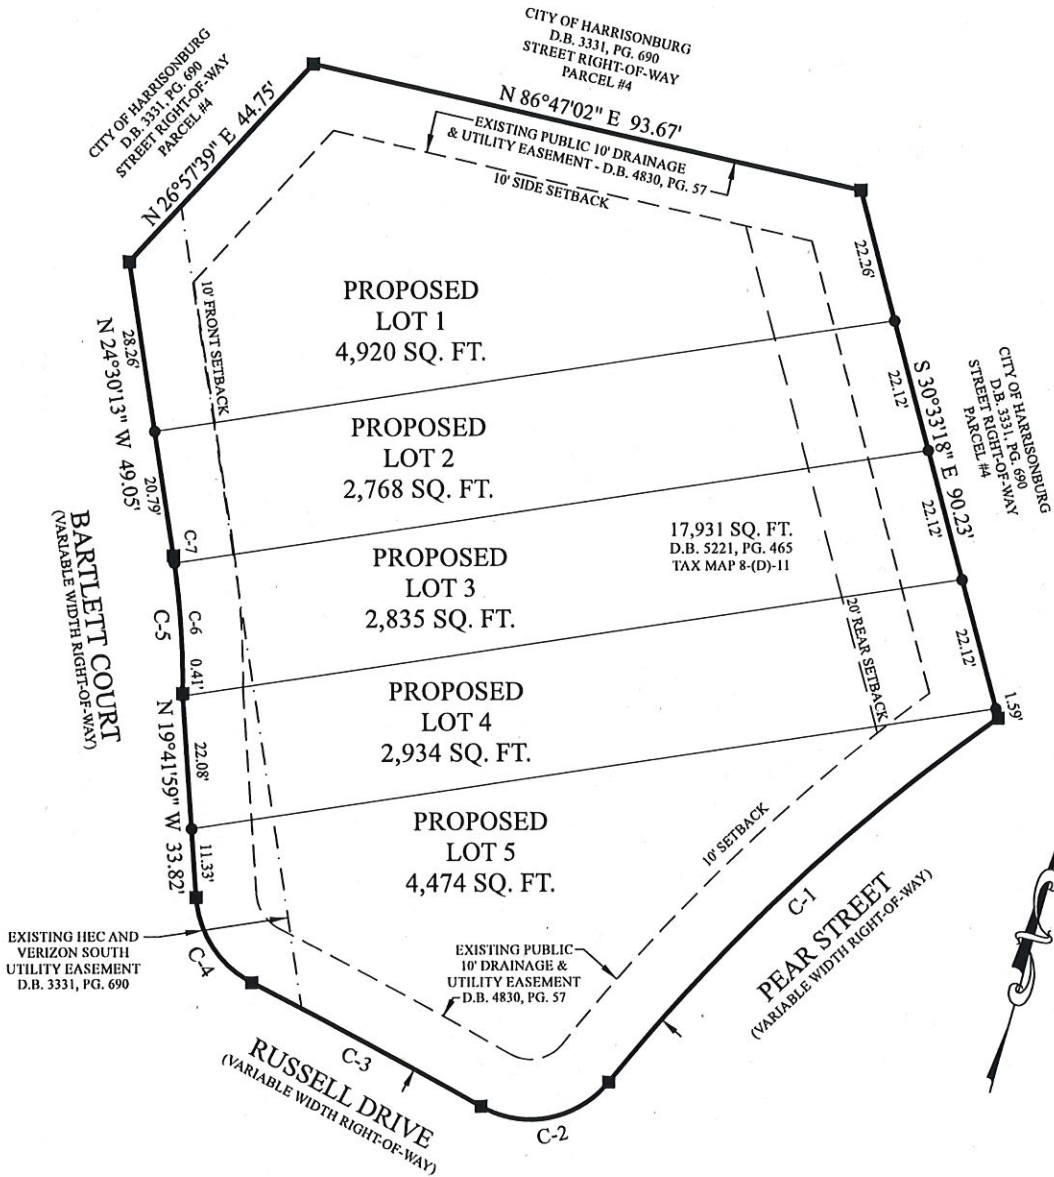 CITY OF HARRISONBURG
D.B. 3331, PG. 690
STREET RIGHT-OF-WAY
PARCEL #4
N 26°57'39" E 44.75'
CITY OF HARRISONBURG
D.B. 3331, PG. 690
STREET RIGHT-OF-WAY
PARCEL #4
N 86°47'02" E 93.67'
EXISTING PUBLIC 10' DRAINAGE
& UTILITY EASEMENT - D.B. 4830, PG. 57
10' SIDE SETBACK
22.26'
10' FRONT SETBACK
PROPOSED
LOT 1
4,920 SQ. FT.
28.26'
N 24°30'13" W 49.05'
22.12'
S 30°33'18" E 90.23'
CITY OF HARRISONBURG
D.B. 3331, PG. 690
STREET RIGHT-OF-WAY
PARCEL #4
PROPOSED
LOT 2
2,768 SQ. FT.
20.79'
22.12'
C-7
17,931 SQ. FT.
D.B. 5221, PG. 465
TAX MAP 8-(D)-11
BARTLETT COURT
(VARIABLE WIDTH RIGHT-OF-WAY)
C-5
C-6
PROPOSED
LOT 3
2,835 SQ. FT.
0.41'
20' REAR SETBACK
22.12'
1.59'
PROPOSED
LOT 4
2,934 SQ. FT.
N 19°41'59" W 33.82'
22.08'
PROPOSED
LOT 5
4,474 SQ. FT.
11.33'
10' SETBACK
C-1
PEAR STREET
(VARIABLE WIDTH RIGHT-OF-WAY)
EXISTING HEC AND
VERIZON SOUTH
UTILITY EASEMENT
D.B. 3331, PG. 690
C-4
EXISTING PUBLIC
10' DRAINAGE &
UTILITY EASEMENT
D.B. 4830, PG. 57
C-3
RUSSELL DRIVE
(VARIABLE WIDTH RIGHT-OF-WAY)
C-2